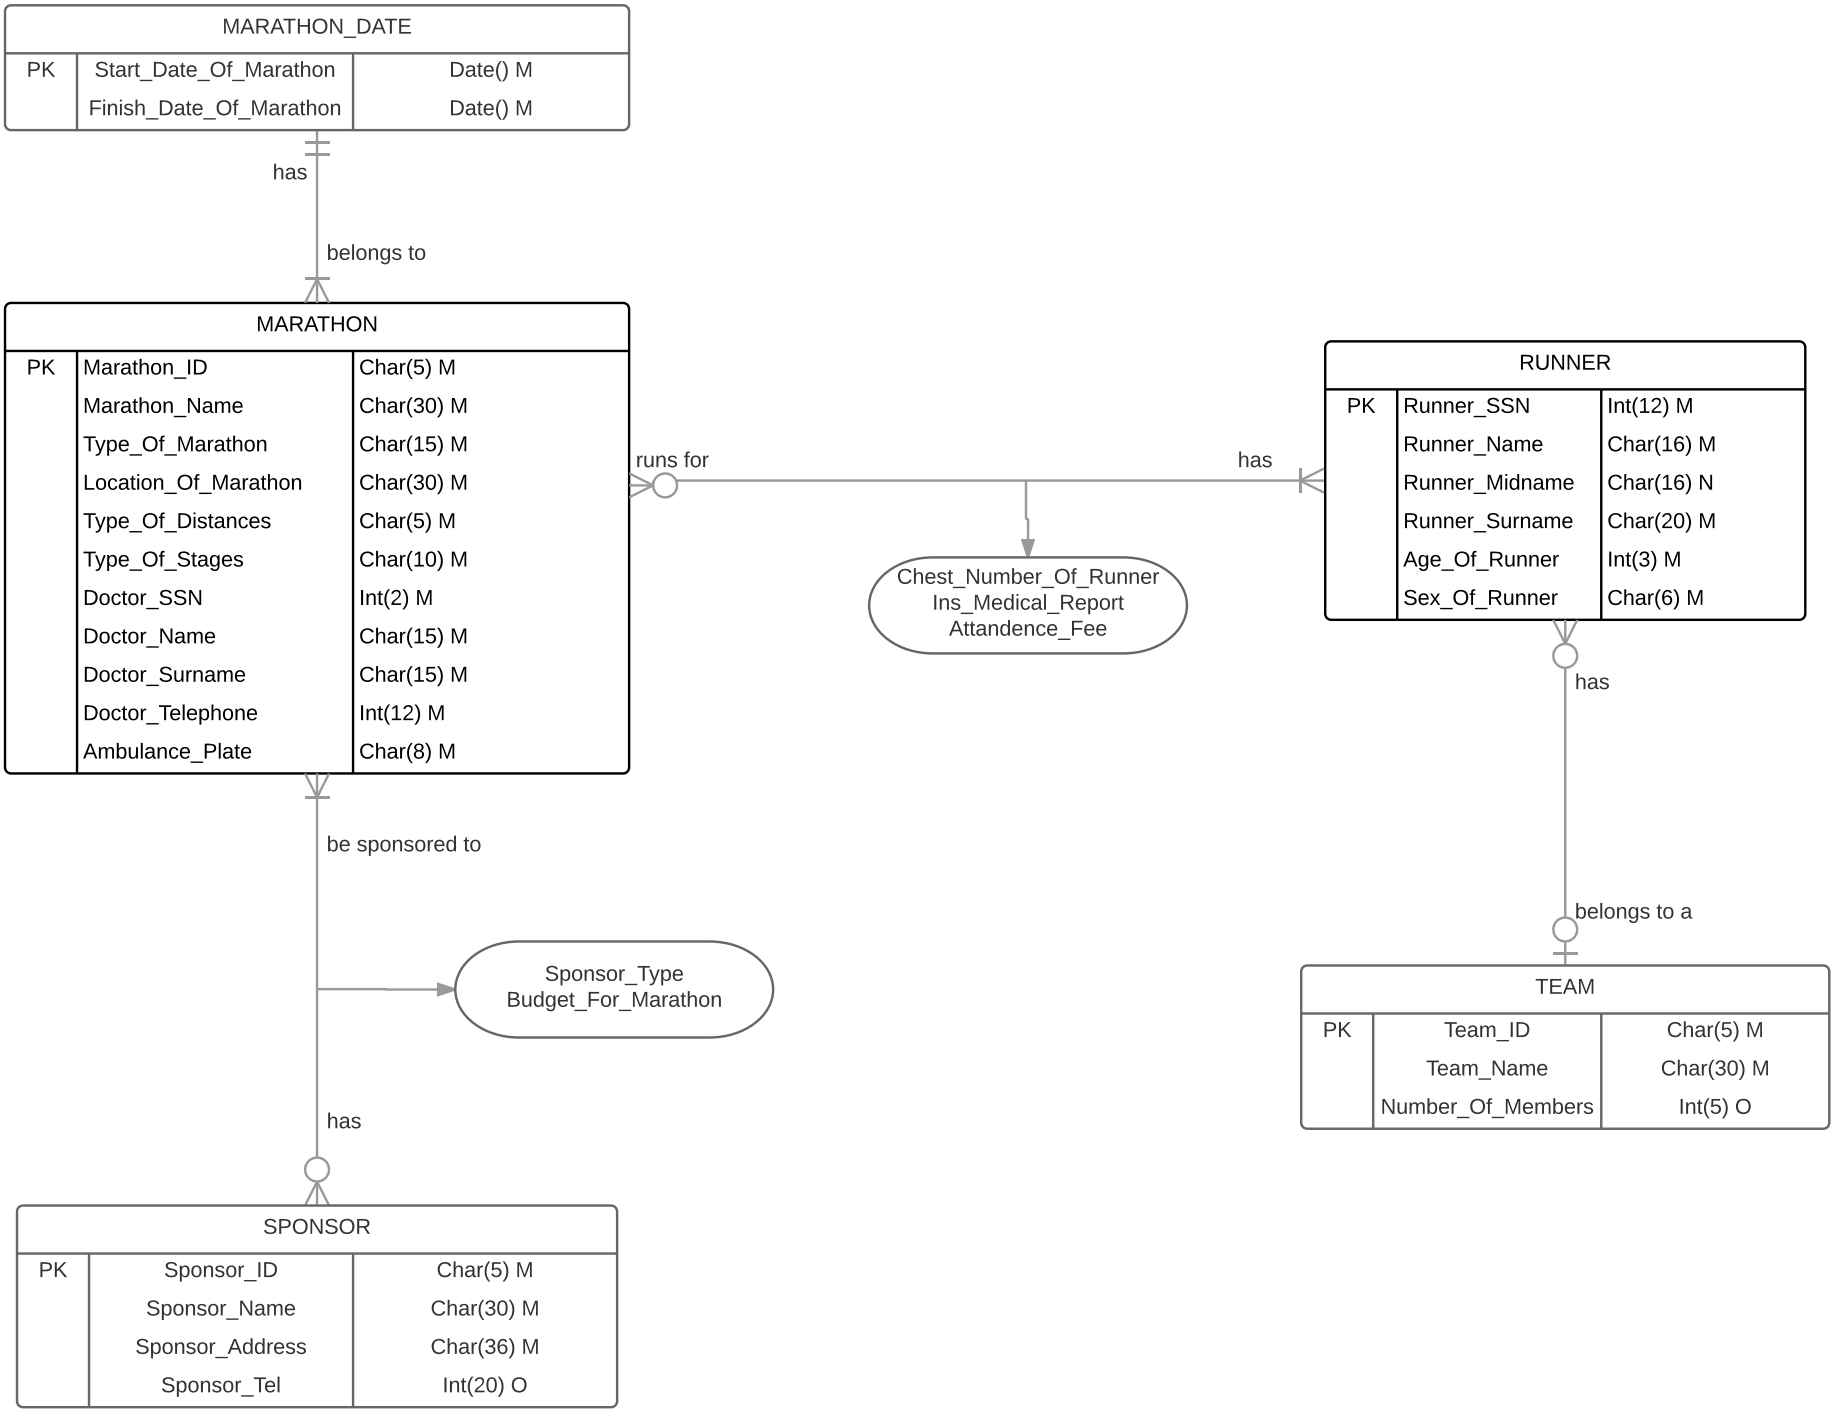 MARATHON_DATE
PK Start_Date_Of_Marathon Date() M
Finish_Date_Of_Marathon Date() M
has
belongs to
MARATHON
PK Marathon_ID Char(5) M
Marathon_Name Char(30) M
Type_Of_Marathon Char(15) M
Location_Of_Marathon Char(30) M
Type_Of_Distances Char(5) M
Type_Of_Stages Char(10) M
Doctor_SSN Int(2) M
Doctor_Name Char(15) M
Doctor_Surname Char(15) M
Doctor_Telephone Int(12) M
Ambulance_Plate Char(8) M
runs for
has
Chest_Number_Of_Runner
Ins_Medical_Report
Attandence_Fee
RUNNER
PK Runner_SSN Int(12) M
Runner_Name Char(16) M
Runner_Midname Char(16) N
Runner_Surname Char(20) M
Age_Of_Runner Int(3) M
Sex_Of_Runner Char(6) M
has
belongs to a
TEAM
PK Team_ID Char(5) M
Team_Name Char(30) M
Number_Of_Members Int(5) O
be sponsored to
Sponsor_Type
Budget_For_Marathon
has
SPONSOR
PK Sponsor_ID Char(5) M
Sponsor_Name Char(30) M
Sponsor_Address Char(36) M
Sponsor_Tel Int(20) O